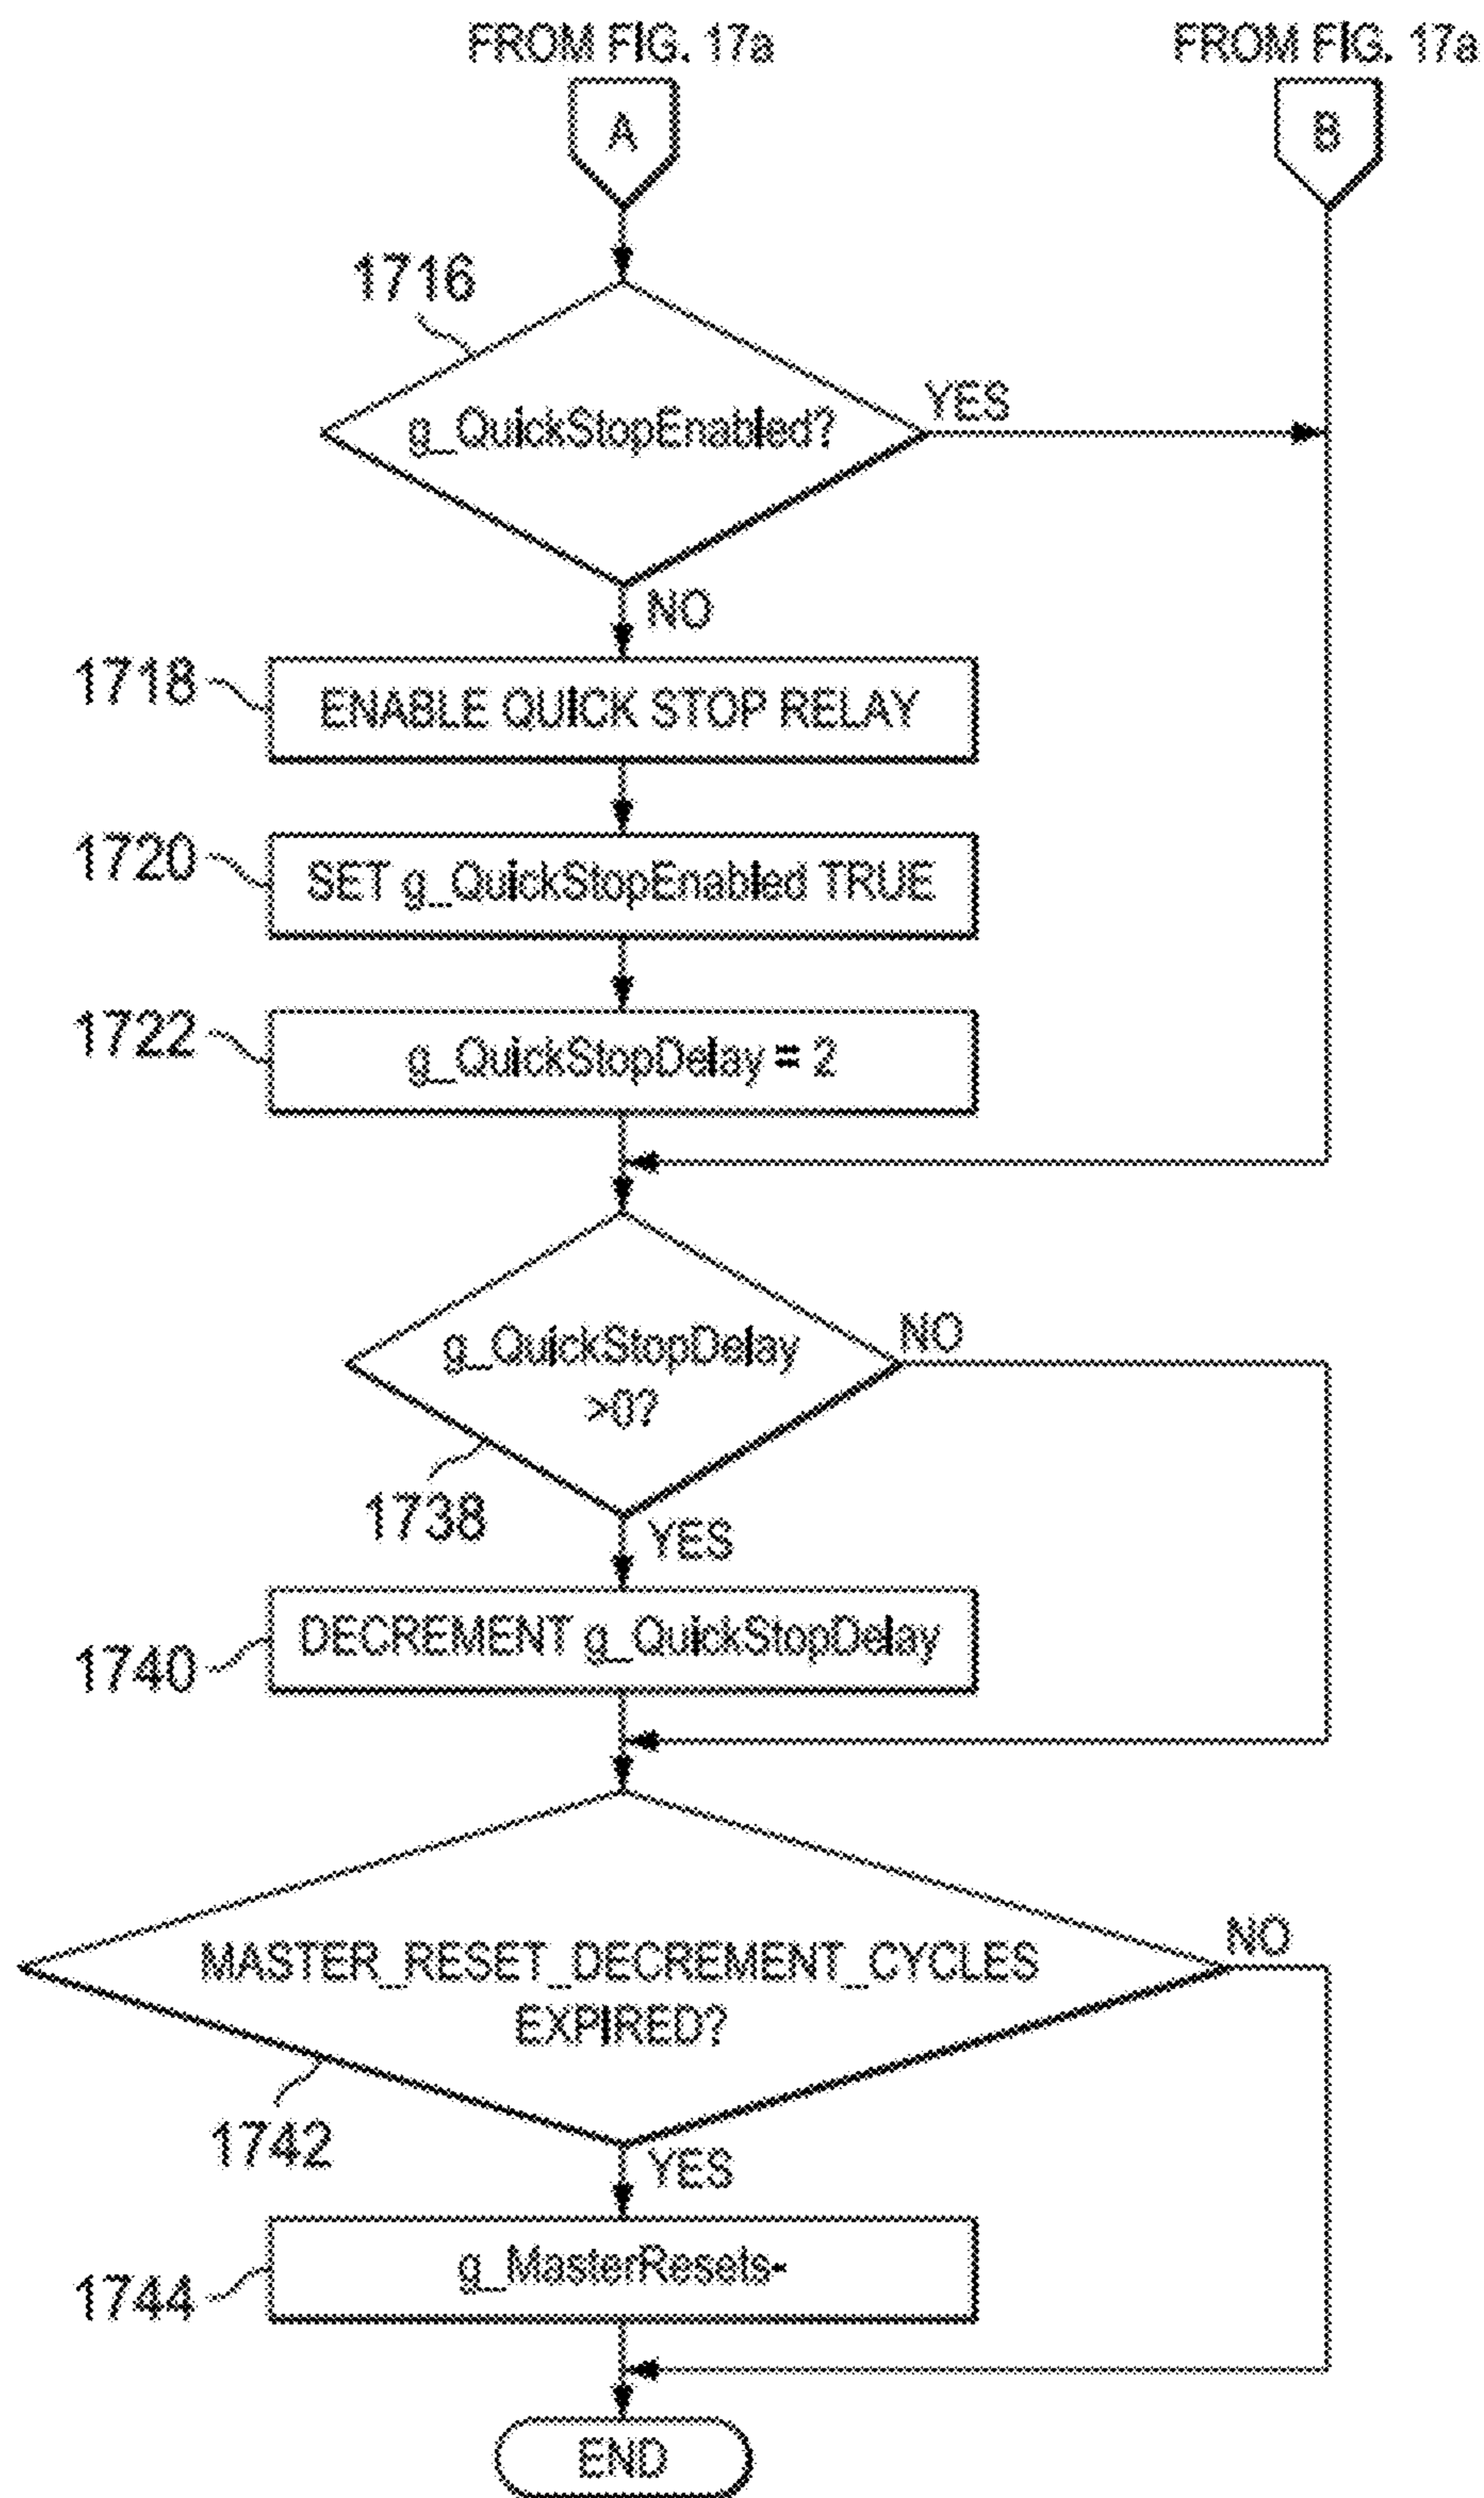 FROM FIG. 17a
FROM FIG. 17a
A
B
1716
g_QuickStopEnabled?
YES
NO
1718
ENABLE QUICK STOP RELAY
1720
SET g_QuickStopEnabled TRUE
1722
g_QuickStopDelay = 2
g_QuickStopDelay
>0?
NO
1738
YES
DECREMENT g_QuickStopDelay
1740
MASTER_RESET_DECREMENT_CYCLES
EXPIRED?
NO
1742
YES
g_MasterResets-
1744
END